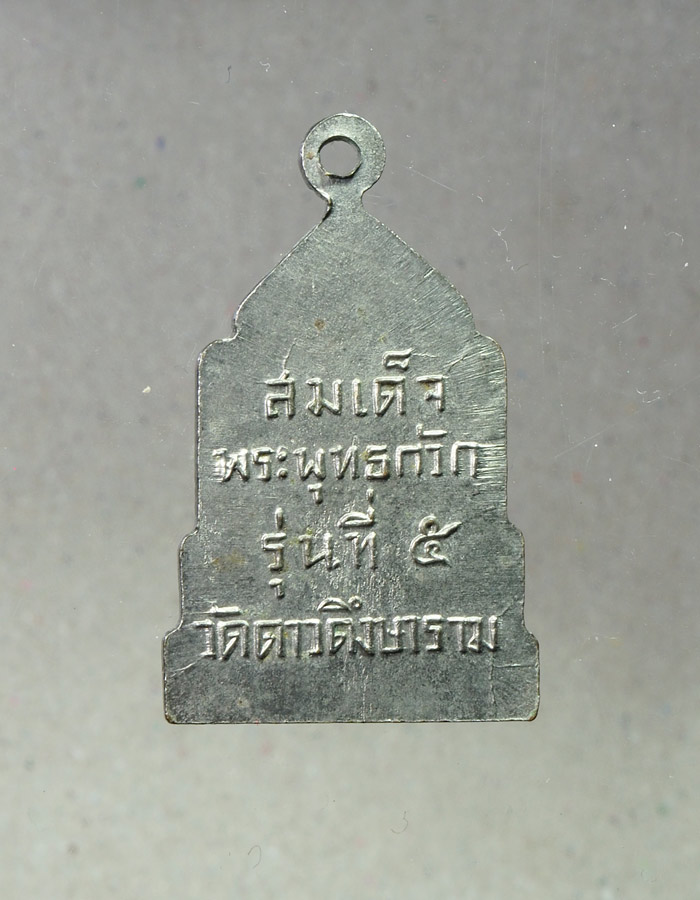 สมเด็จ
พระพุทธกวัก
รุ่นที่ ๕
วัดดาวดึงษาราม